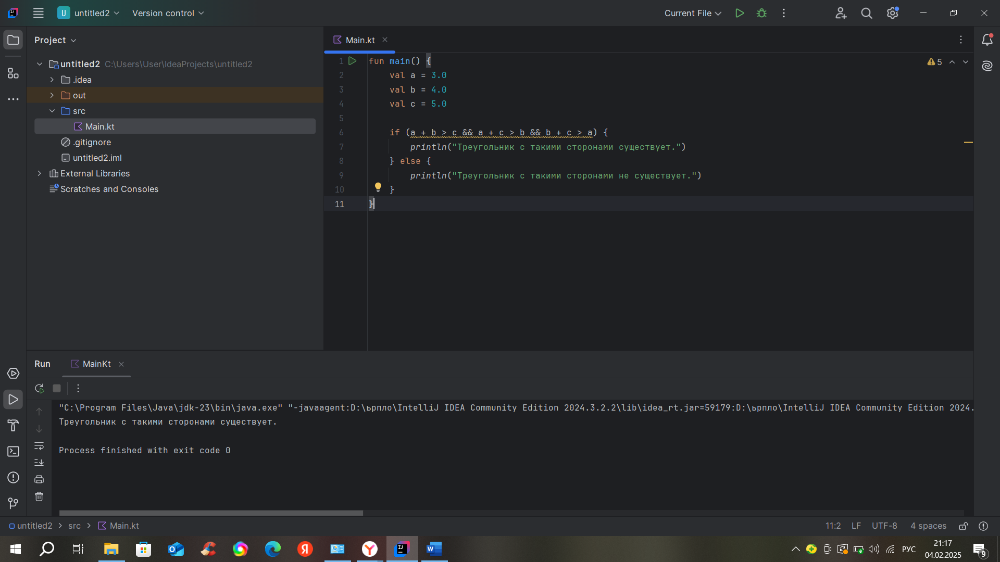 untitled2
Version control
Current File
Project
Main.kt
untitled2 C:\Users\User\IdeaProjects\untitled2
.idea
out
src
Main.kt
.gitignore
untitled2.iml
External Libraries
Scratches and Consoles
5
1 fun main() {
2 val a = 3.0
3 val b = 4.0
4 val c = 5.0
5
6 if (a + b > c && a + c > b && b + c > a) {
7 println("Треугольник с такими сторонами существует.")
8 } else {
9 println("Треугольник с такими сторонами не существует.")
10 }
11 }
Run
MainKt
"C:\Program Files\Java\jdk-23\bin\java.exe" "-javaagent:D:\ьрпло\IntelliJ IDEA Community Edition 2024.3.2.2\lib\idea_rt.jar=59179:D:\ьрпло\IntelliJ IDEA Community Edition 2024.
Треугольник с такими сторонами существует.
Process finished with exit code 0
untitled2 > src > Main.kt
11:2 LF UTF-8 4 spaces
РУС
21:17
04.02.2025
9